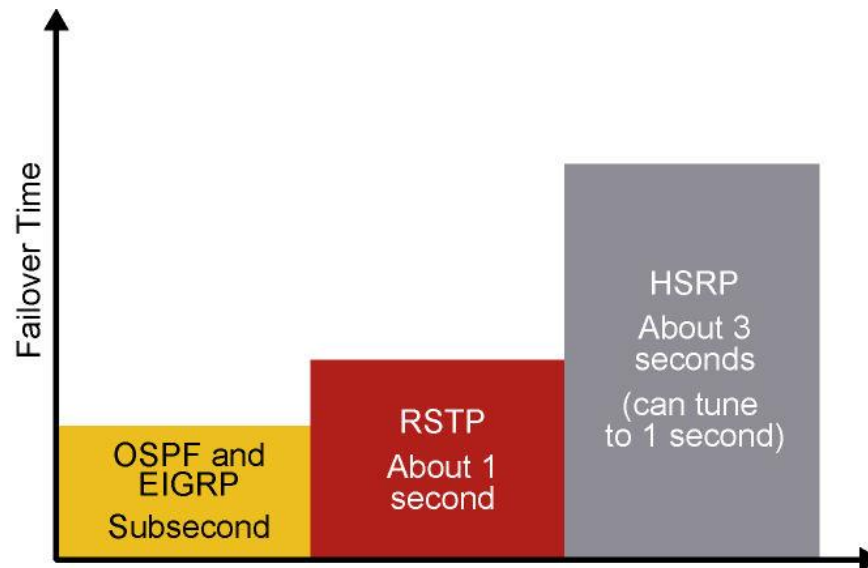 Failover Time
OSPF and
EIGRP
Subsecond
RSTP
About 1
second
HSRP
About 3
seconds
(can tune
to 1 second)